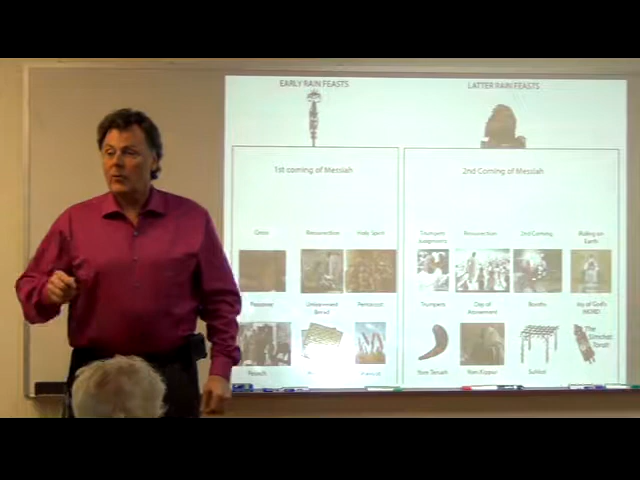 EARLY RAIN FEASTS
LATTER RAIN FEASTS
1st coming of Messiah
2nd Coming of Messiah
Cross
Resurrection
Holy Spirit
Trumpets
Judgments
Resurrection
2nd Coming
Ruling on
Earth
Passover
Unleavened
Bread
Pentecost
Trumpets
Day of
Atonement
Booths
Joy of God's
WORD
The
Simchat
Torah
Pesach
Yom Teruah
Yom Kippur
Sukkot